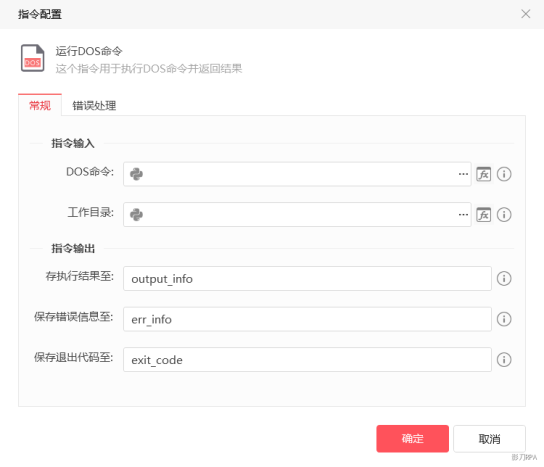 指令配置
DOS
运行DOS命令
这个指令用于执行DOS命令并返回结果
常规 错误处理
指令输入
DOS命令: ... fx
工作目录: ... fx
指令输出
存执行结果至: output_info
保存错误信息至: err_info
保存退出代码至: exit_code
确定 取消
影刀RPA